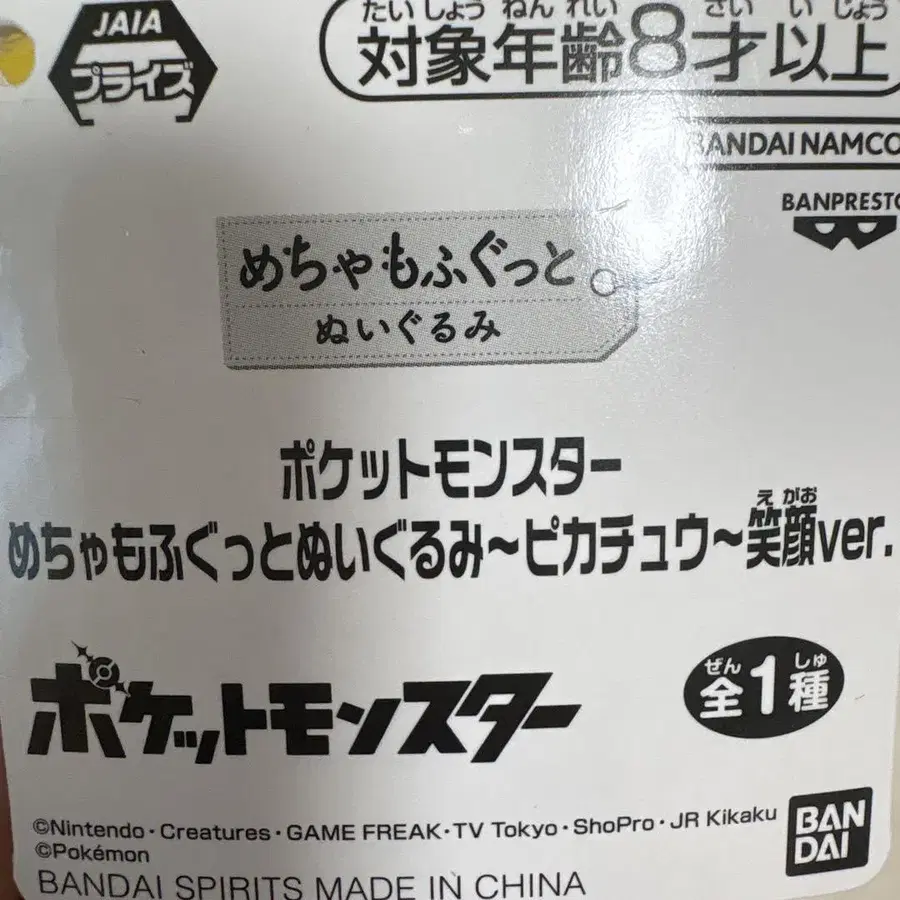 JAIA
プライズ
たいしょうねんれい さいいじょう
対象年齢8才以上
BANDAI NAMCO
BANPRESTO
めちゃもふぐっと
ぬいぐるみ
ポケットモンスター
えがお
めちゃもふぐっとぬいぐるみ～ピカチュウ～笑顔ver.
ポケットモンスター
ぜん しゅ
全1種
©Nintendo・Creatures・GAME FREAK・TV Tokyo・ShoPro・JR Kikaku
©Pokémon
BANDAI SPIRITS MADE IN CHINA
BAN
DAI